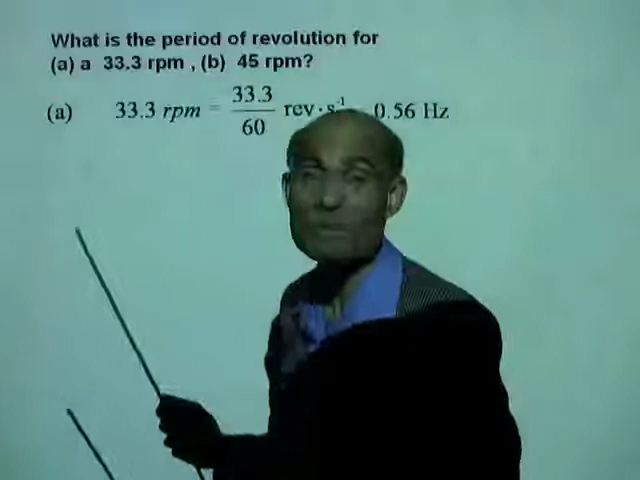 What is the period of revolution for
(a) a 33.3 rpm , (b) 45 rpm?
(a) 33.3 rpm = 33.3/60 rev·s⁻¹ 0.56 Hz